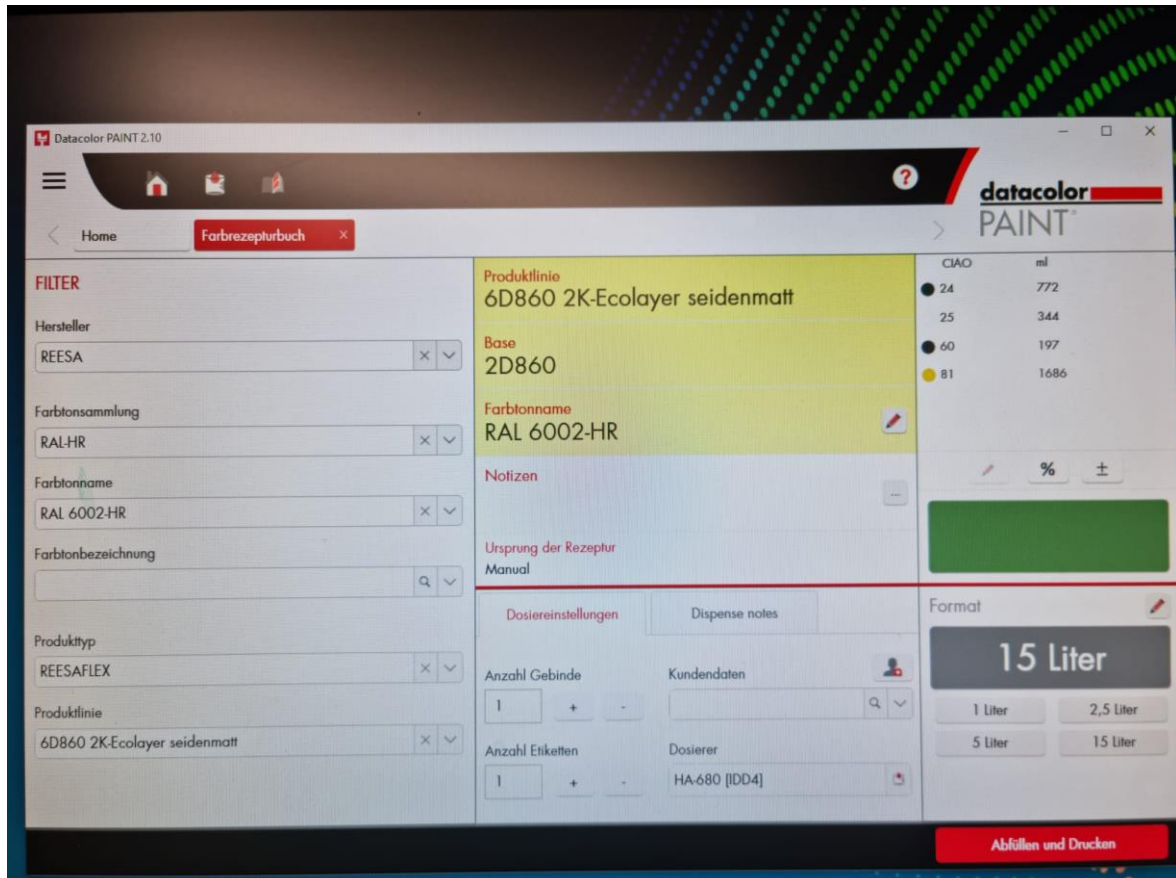 Datacolor PAINT 2.10
?
datacolor
PAINT
Home
Farbrezepturbuch ×
FILTER
Hersteller
REESA
Farbtonsammlung
RAL-HR
Farbtonname
RAL 6002-HR
Farbtonbezeichnung
Produkttyp
REESAFLEX
Produktlinie
6D860 2K-Ecolayer seidenmatt
Produktlinie
6D860 2K-Ecolayer seidenmatt
Base
2D860
Farbtonname
RAL 6002-HR
Notizen
...
Ursprung der Rezeptur
Manual
Dosiereinstellungen Dispense notes
Anzahl Gebinde Kundendaten
1 + -
Anzahl Etiketten Dosierer
1 + - HA-680 [IDD4]
CIAO ml
24 772
25 344
60 197
81 1686
% ±
Format
15 Liter
1 Liter 2,5 Liter
5 Liter 15 Liter
Abfüllen und Drucken